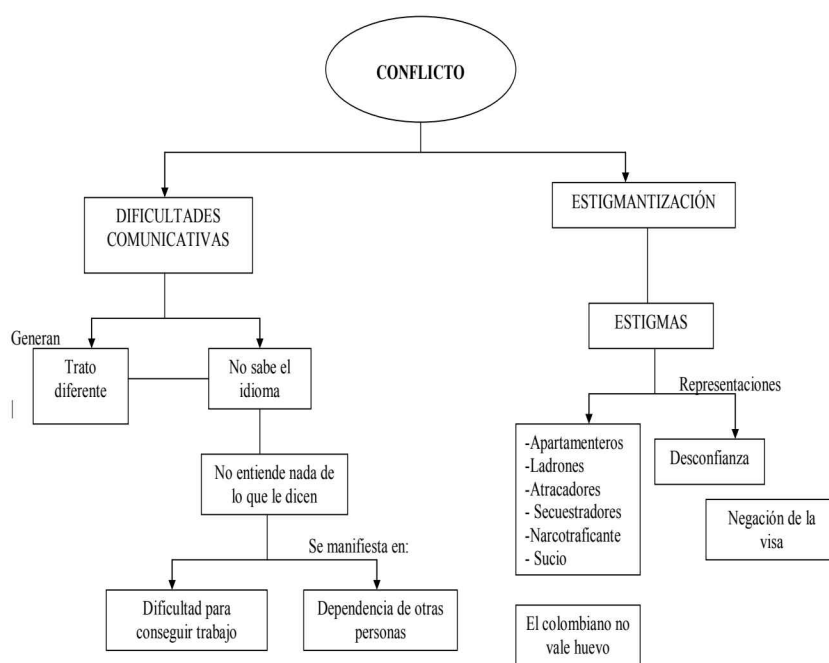 CONFLICTO
DIFICULTADES
COMUNICATIVAS
ESTIGMANTIZACIÓN
Generan
Trato
diferente
No sabe el
idioma
No entiende nada de
lo que le dicen
Se manifiesta en:
Dificultad para
conseguir trabajo
Dependencia de otras
personas
ESTIGMAS
Representaciones
-Apartamenteros
-Ladrones
-Atracadores
- Secuestradores
-Narcotraficante
- Sucio
Desconfianza
Negación de la
visa
El colombiano no
vale huevo